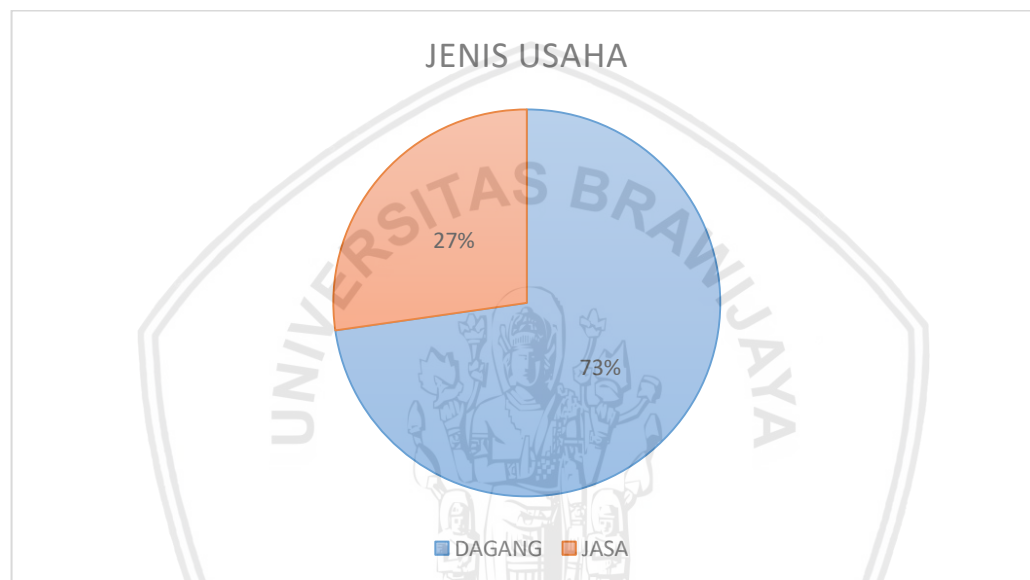 JENIS USAHA
UNIVERSITAS BRAWIJAYA
27%
73%
DAGANG JASA